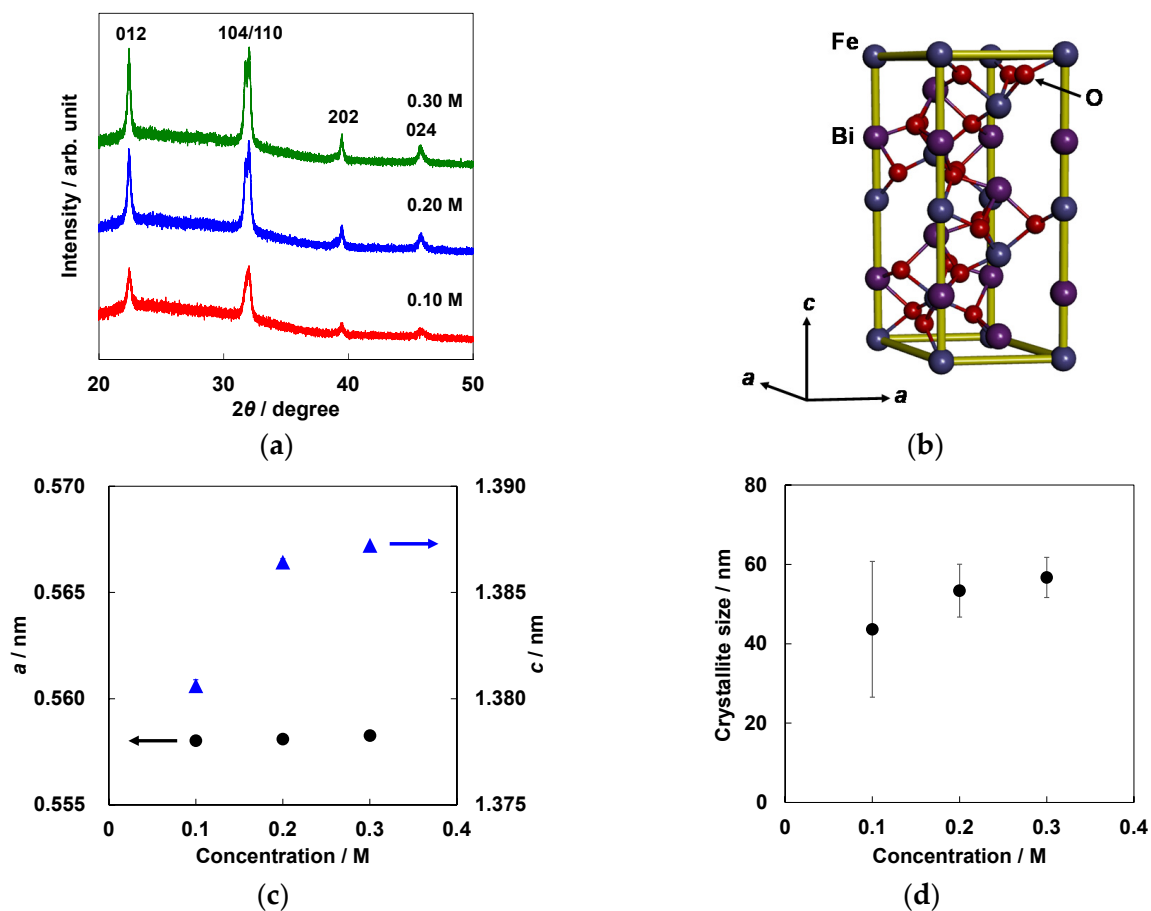 012
104/110
0.30 M
202
024
0.20 M
0.10 M
Intensity / arb. unit
20
30
40
50
2θ / degree
(a)
Fe
O
Bi
c
a
a
(b)
0.570
0.565
0.560
0.555
a / nm
1.390
1.385
1.380
1.375
c / nm
0
0.1
0.2
0.3
0.4
Concentration / M
(c)
80
60
40
20
0
Crystallite size / nm
0
0.1
0.2
0.3
0.4
Concentration / M
(d)